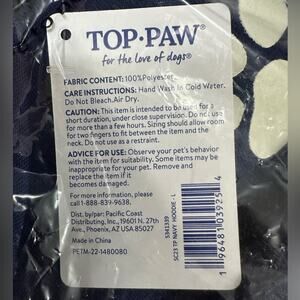 TOP·PAW®
for the love of dogs®
FABRIC CONTENT: 100%Polyester
CARE INSTRUCTIONS: Hand Wash In Cold Water.
Do Not Bleach.Air Dry.
CAUTION: This item is intended to be used for a
short duration, under close supervision. Do not use
for more than a few hours. Sizing should allow room
for two fingers to fit between the item and the
neck. Do not use as a restraint.
ADVICE FOR USE: Observe your pet's behavior
with the item for suitability. Some items may be
inappropriate for your pet. Remove and
replace the item if it
becomes damaged.
For more information please
call 1-888-839-9638.
Dist. by/par: Pacific Coast
Distributing, Inc., 19601 N. 27th
Ave., Phoenix, AZ USA 85027
Made in China
PETM-22-1480080
5341339
SC23 TP NAVY HOODIE - L
1 96481 03925 4